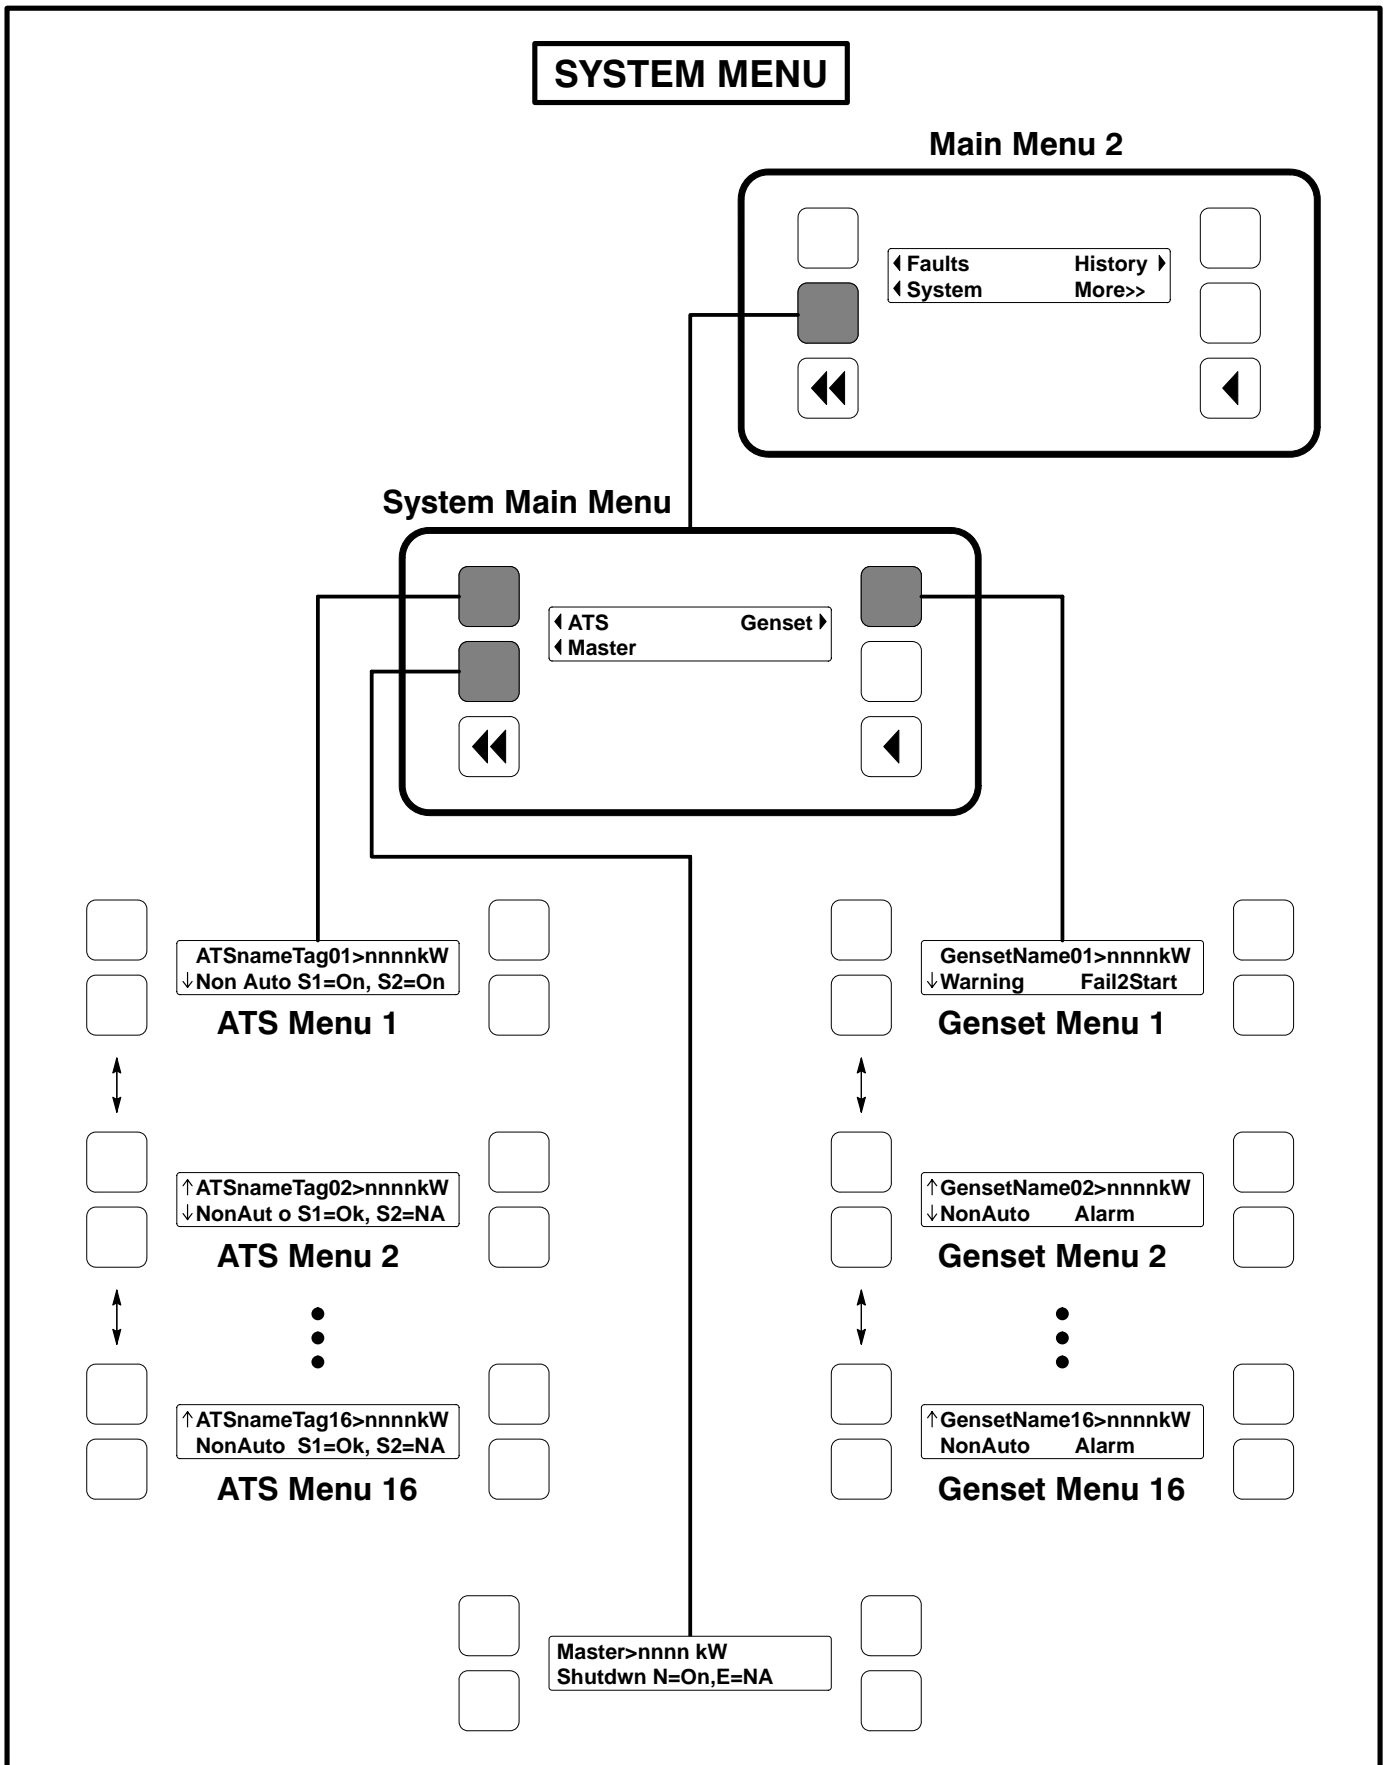 SYSTEM MENU
Main Menu 2
Faults History
System More>>
System Main Menu
ATS Genset
Master
ATSnameTag01>nnnnkW
↓Non Auto S1=On, S2=On
ATS Menu 1
GensetName01>nnnnkW
↓Warning Fail2Start
Genset Menu 1
↑ATSnameTag02>nnnnkW
↓NonAut o S1=Ok, S2=NA
ATS Menu 2
↑GensetName02>nnnnkW
↓NonAuto Alarm
Genset Menu 2
↑ATSnameTag16>nnnnkW
NonAuto S1=Ok, S2=NA
ATS Menu 16
↑GensetName16>nnnnkW
NonAuto Alarm
Genset Menu 16
Master>nnnn kW
Shutdwn N=On,E=NA